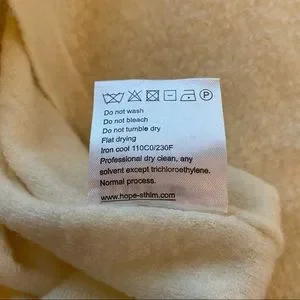 P
Do not wash
Do not bleach
Do not tumble dry
Flat drying
Iron cool 110C0/230F
Professional dry clean, any
solvent except trichloroethylene.
Normal process.
www.hope-sthlm.com